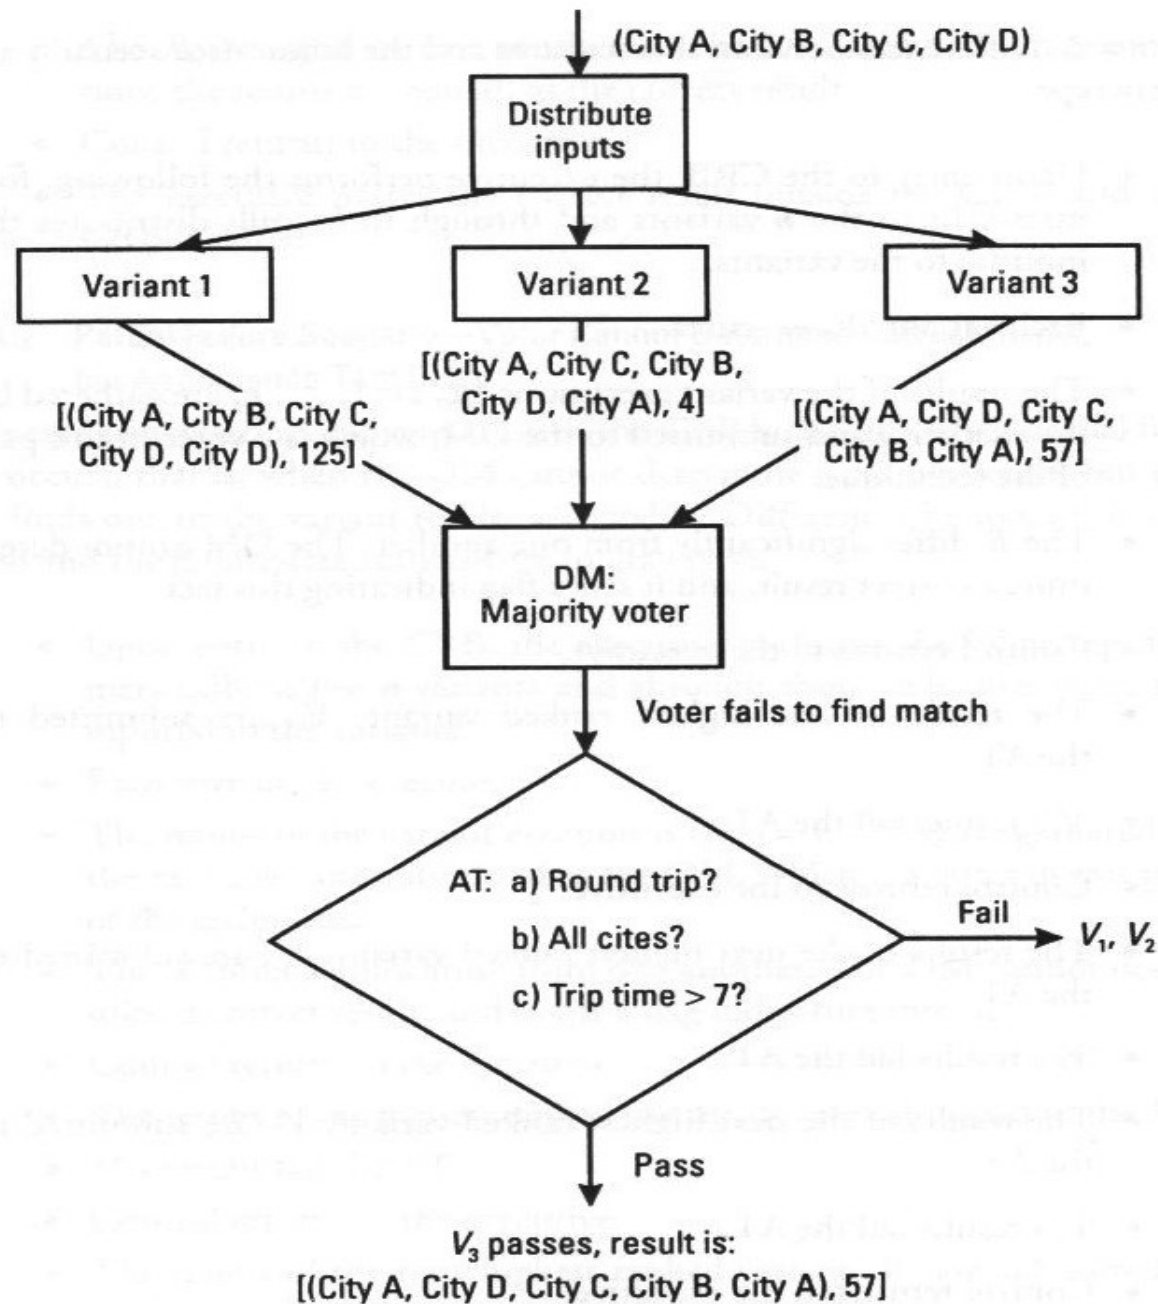 (City A, City B, City C, City D)
Distribute
inputs
Variant 1
Variant 2
Variant 3
[(City A, City B, City C,
City D, City D), 125]
[(City A, City C, City B,
City D, City A), 4]
[(City A, City D, City C,
City B, City A), 57]
DM:
Majority voter
Voter fails to find match
AT: a) Round trip?
b) All cites?
c) Trip time > 7?
Fail
V₁, V₂
Pass
V₃ passes, result is:
[(City A, City D, City C, City B, City A), 57]